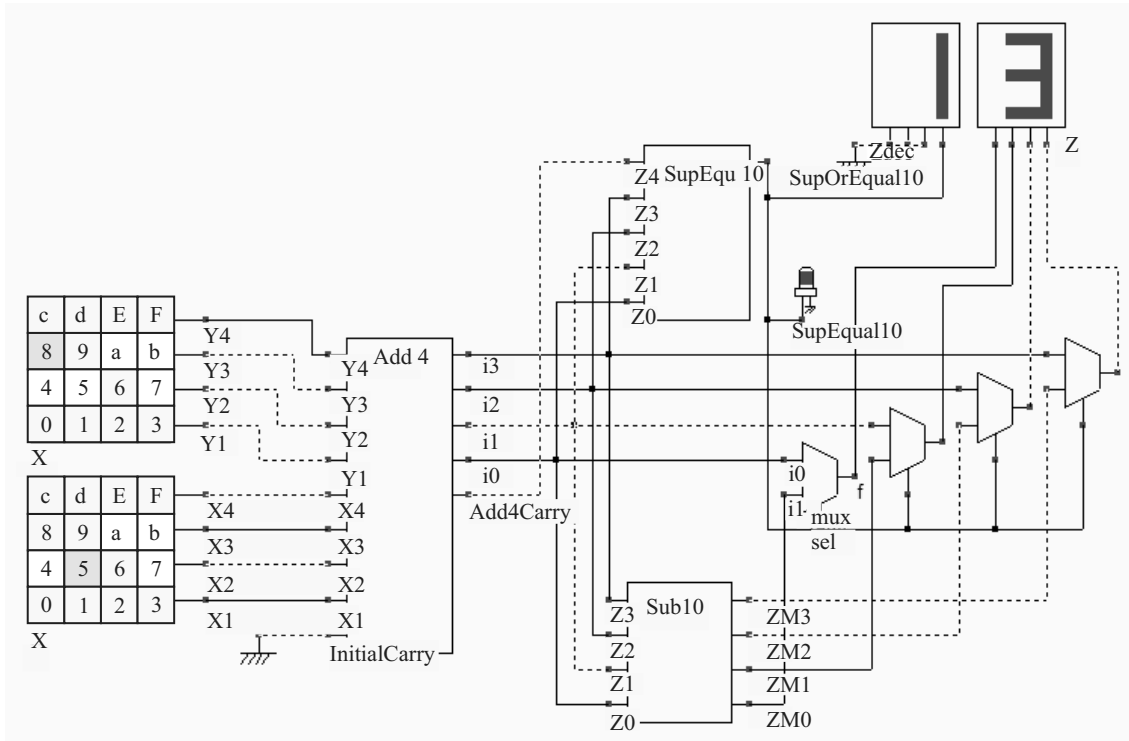 1 3
Z
Zdec
SupOrEqual10
SupEqu 10
Z4
Z3
Z2
Z1
Z0
SupEqual10
c d E F
8 9 a b
4 5 6 7
0 1 2 3
X
Y4
Y3
Y2
Y1
c d E F
8 9 a b
4 5 6 7
0 1 2 3
X
X4
X3
X2
X1
Add 4
Y4
Y3
Y2
Y1
X4
X3
X2
X1
InitialCarry
i3
i2
i1
i0
Add4Carry
i0
i1
f
mux
sel
Sub10
Z3
Z2
Z1
Z0
ZM3
ZM2
ZM1
ZM0